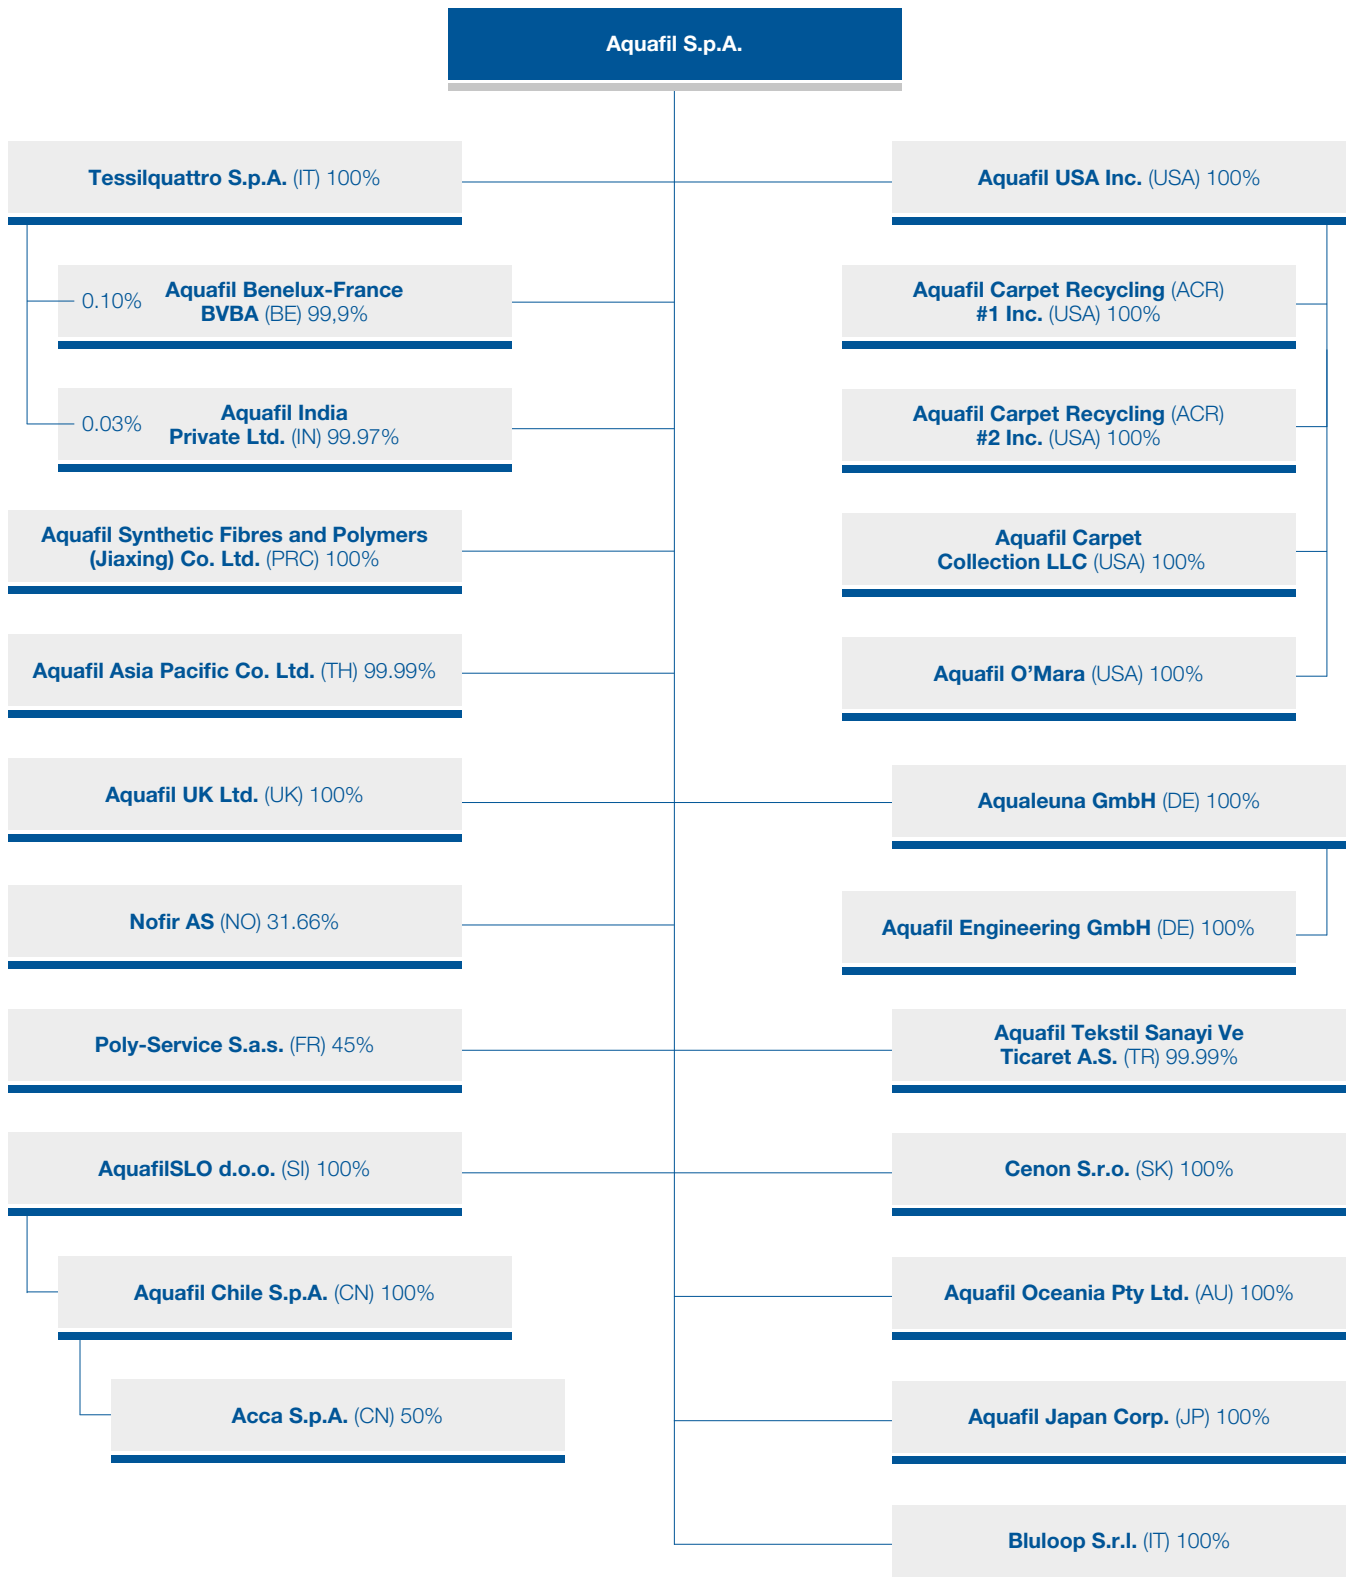 Aquafil S.p.A.
Tessilquattro S.p.A. (IT) 100%
0.10%
Aquafil Benelux-France
BVBA (BE) 99,9%
0.03%
Aquafil India
Private Ltd. (IN) 99.97%
Aquafil Synthetic Fibres and Polymers
(Jiaxing) Co. Ltd. (PRC) 100%
Aquafil Asia Pacific Co. Ltd. (TH) 99.99%
Aquafil UK Ltd. (UK) 100%
Nofir AS (NO) 31.66%
Poly-Service S.a.s. (FR) 45%
AquafilSLO d.o.o. (SI) 100%
Aquafil Chile S.p.A. (CN) 100%
Acca S.p.A. (CN) 50%
Aquafil USA Inc. (USA) 100%
Aquafil Carpet Recycling (ACR)
#1 Inc. (USA) 100%
Aquafil Carpet Recycling (ACR)
#2 Inc. (USA) 100%
Aquafil Carpet
Collection LLC (USA) 100%
Aquafil O’Mara (USA) 100%
Aqualeuna GmbH (DE) 100%
Aquafil Engineering GmbH (DE) 100%
Aquafil Tekstil Sanayi Ve
Ticaret A.S. (TR) 99.99%
Cenon S.r.o. (SK) 100%
Aquafil Oceania Pty Ltd. (AU) 100%
Aquafil Japan Corp. (JP) 100%
Bluloop S.r.l. (IT) 100%